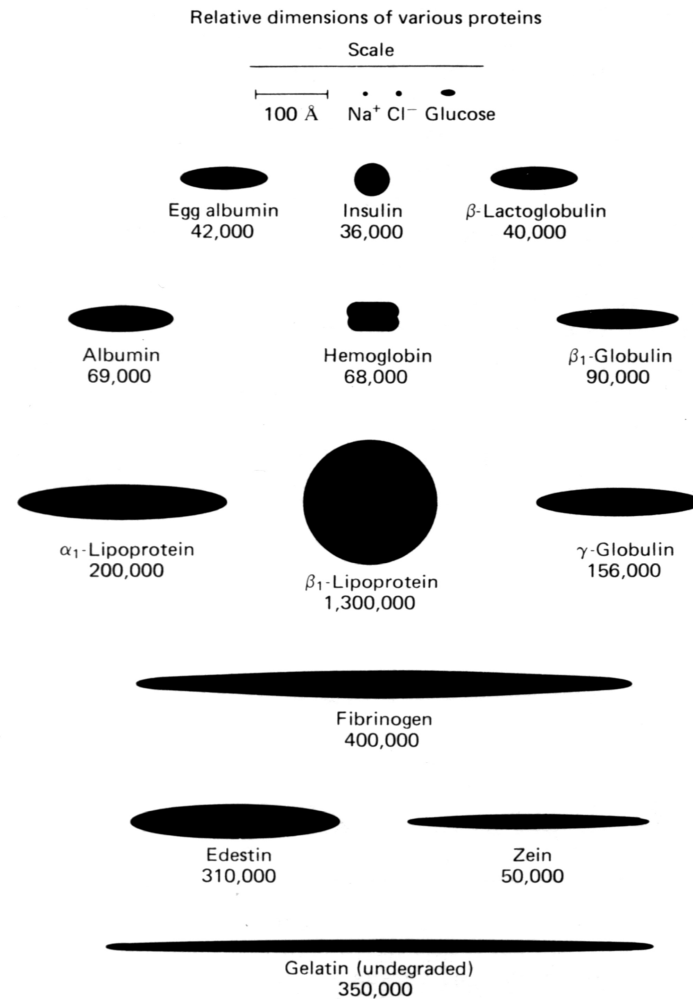 Relative dimensions of various proteins
Scale
100 Å Na⁺ Cl⁻ Glucose
Egg albumin
42,000
Insulin
36,000
β-Lactoglobulin
40,000
Albumin
69,000
Hemoglobin
68,000
β₁-Globulin
90,000
α₁-Lipoprotein
200,000
β₁-Lipoprotein
1,300,000
γ-Globulin
156,000
Fibrinogen
400,000
Edestin
310,000
Zein
50,000
Gelatin (undegraded)
350,000